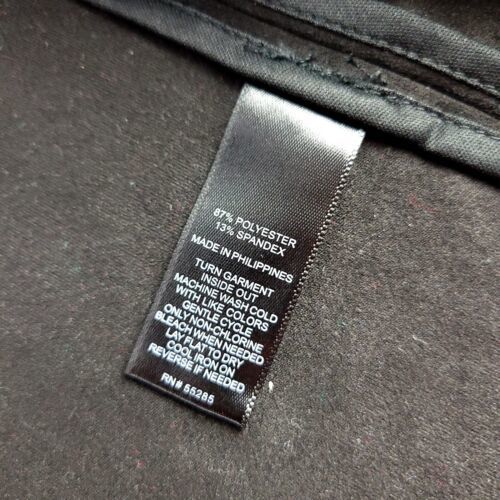 87% POLYESTER
13% SPANDEX
MADE IN PHILIPPINES
TURN GARMENT
INSIDE OUT
MACHINE WASH COLD
WITH LIKE COLORS
GENTLE CYCLE
ONLY NON-CHLORINE
BLEACH WHEN NEEDED
LAY FLAT TO DRY
COOL IRON ON
REVERSE IF NEEDED
RN# 55285